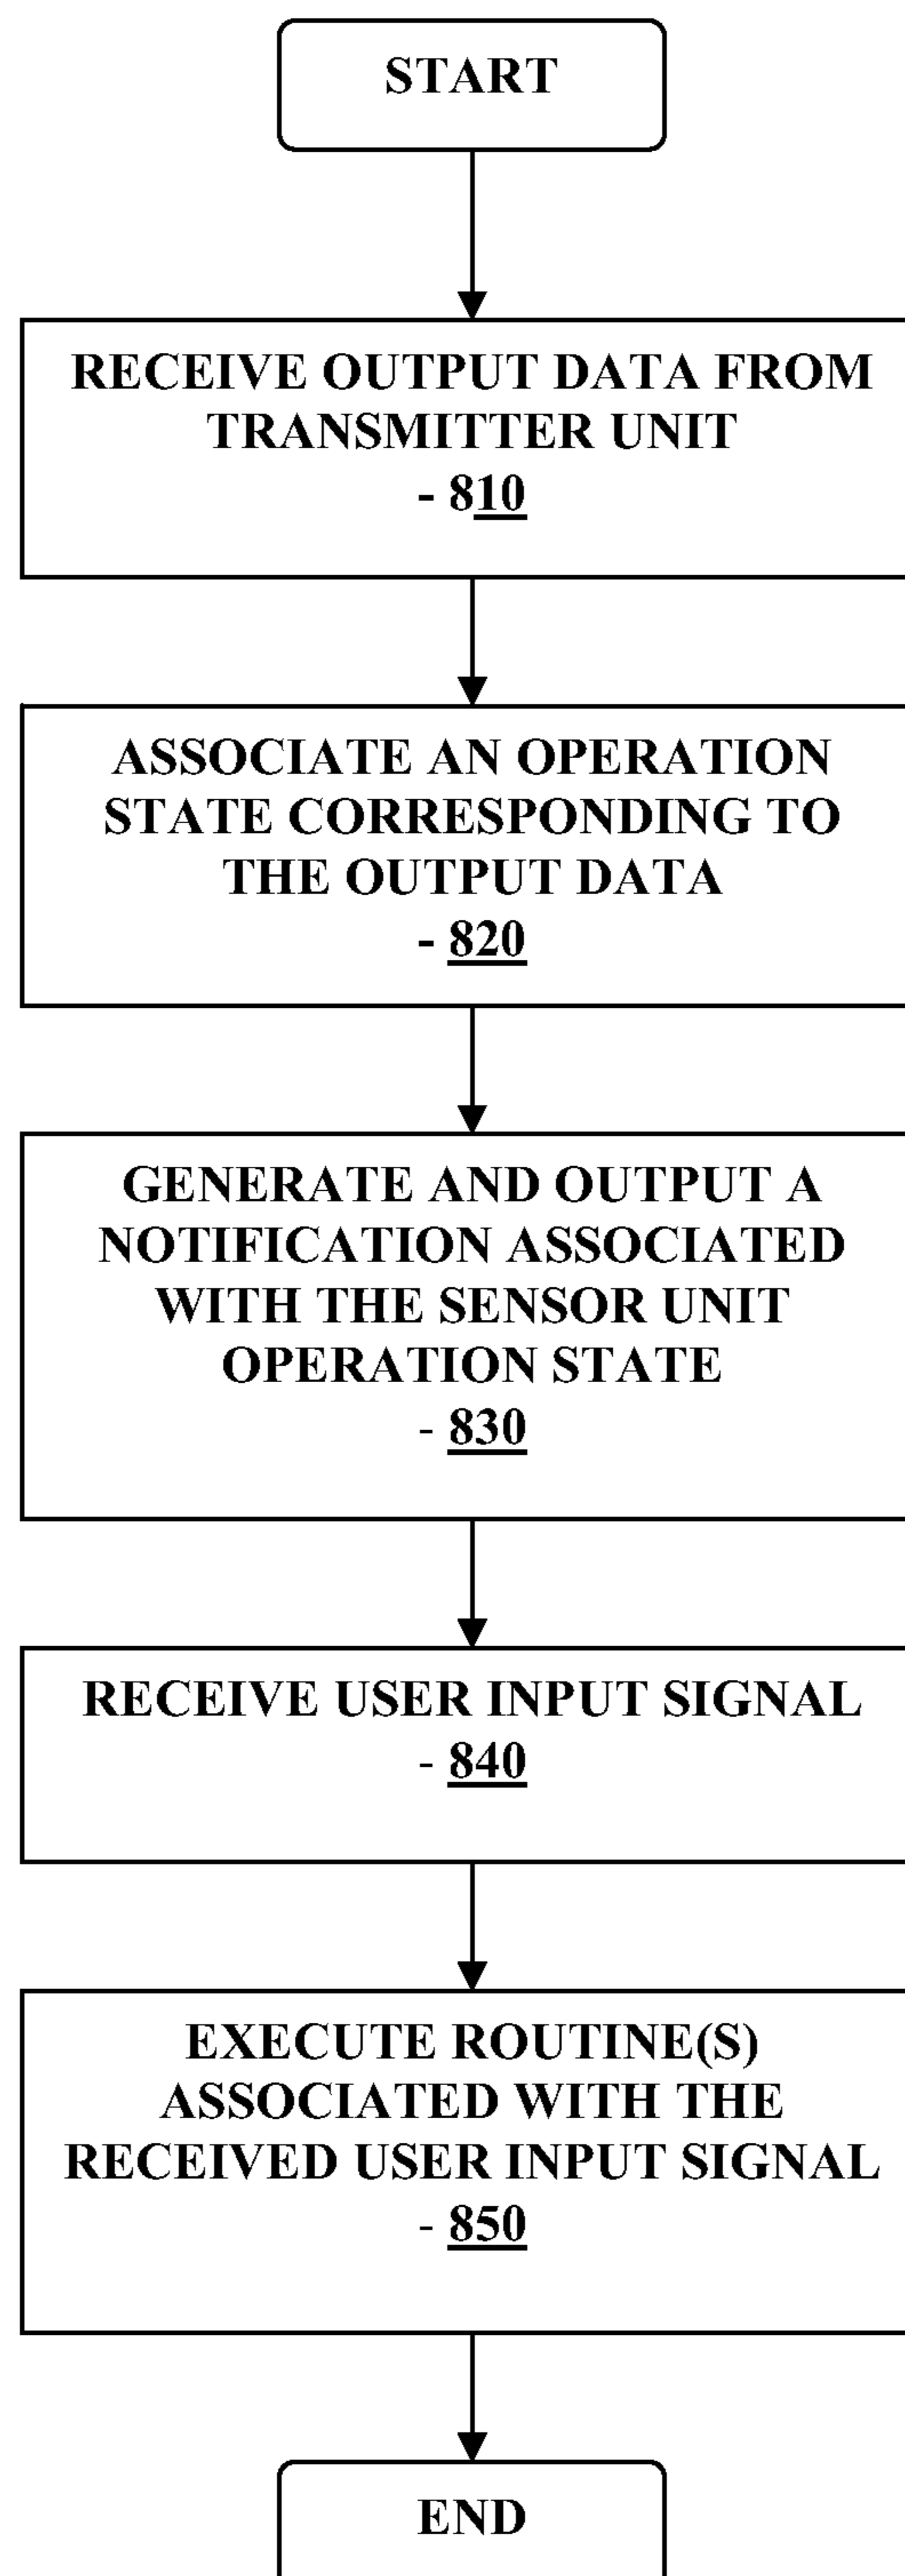 START
RECEIVE OUTPUT DATA FROM
TRANSMITTER UNIT
- 810
ASSOCIATE AN OPERATION
STATE CORRESPONDING TO
THE OUTPUT DATA
- 820
GENERATE AND OUTPUT A
NOTIFICATION ASSOCIATED
WITH THE SENSOR UNIT
OPERATION STATE
- 830
RECEIVE USER INPUT SIGNAL
- 840
EXECUTE ROUTINE(S)
ASSOCIATED WITH THE
RECEIVED USER INPUT SIGNAL
- 850
END